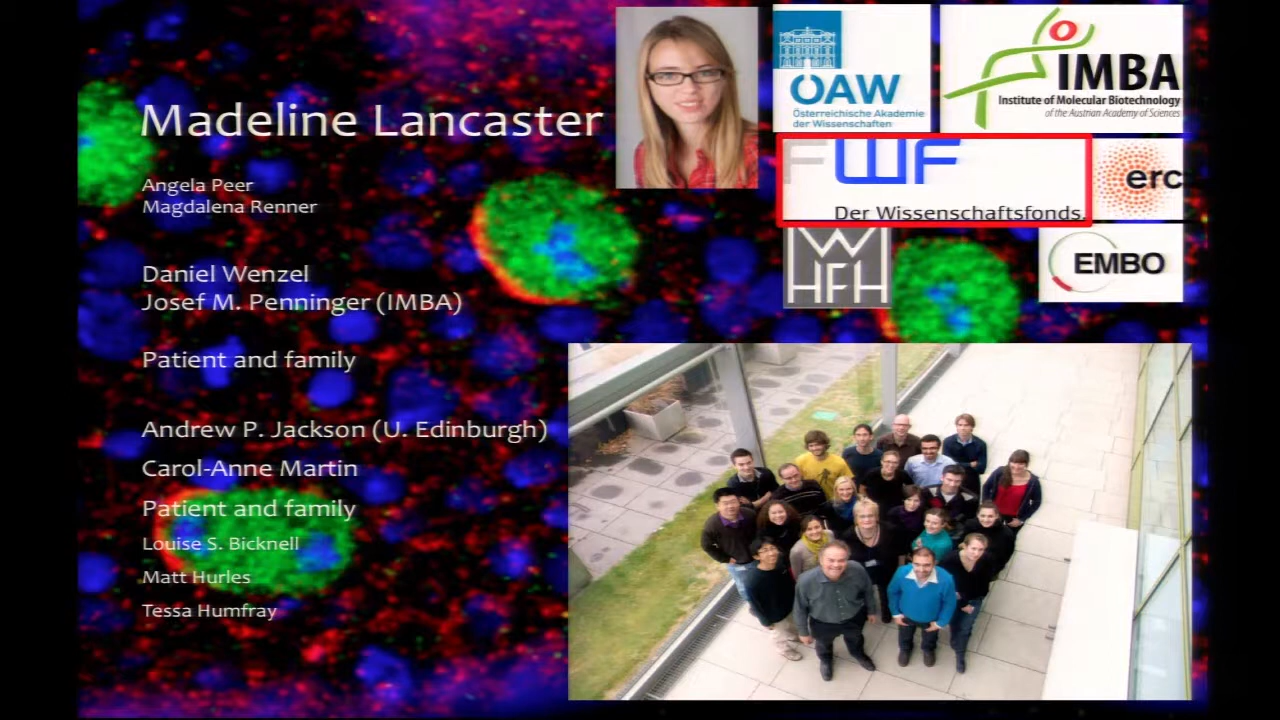 Madeline Lancaster
Angela Peer
Magdalena Renner
Daniel Wenzel
Josef M. Penninger (IMBA)
Patient and family
Andrew P. Jackson (U. Edinburgh)
Carol-Anne Martin
Patient and family
Louise S. Bicknell
Matt Hurles
Tessa Humfray
ÖAW
Österreichische Akademie
der Wissenschaften
IMBA
Institute of Molecular Biotechnology
of the Austrian Academy of Sciences
FWF
Der Wissenschaftsfonds.
erc
W
HFH
EMBO